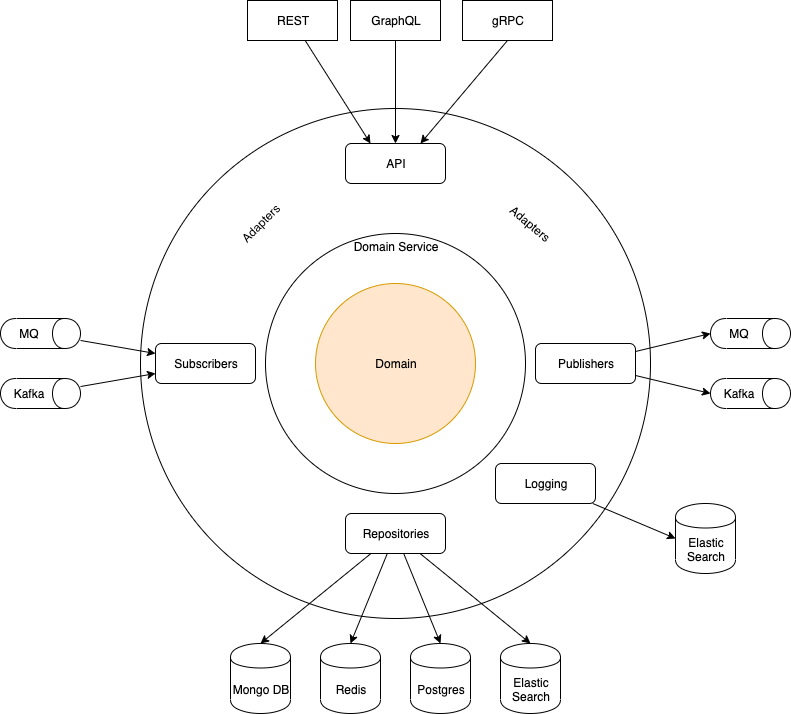 REST
GraphQL
gRPC
API
Adapters
Adapters
Domain Service
MQ
Kafka
Subscribers
Domain
Publishers
MQ
Kafka
Logging
Elastic
Search
Repositories
Mongo DB
Redis
Postgres
Elastic
Search